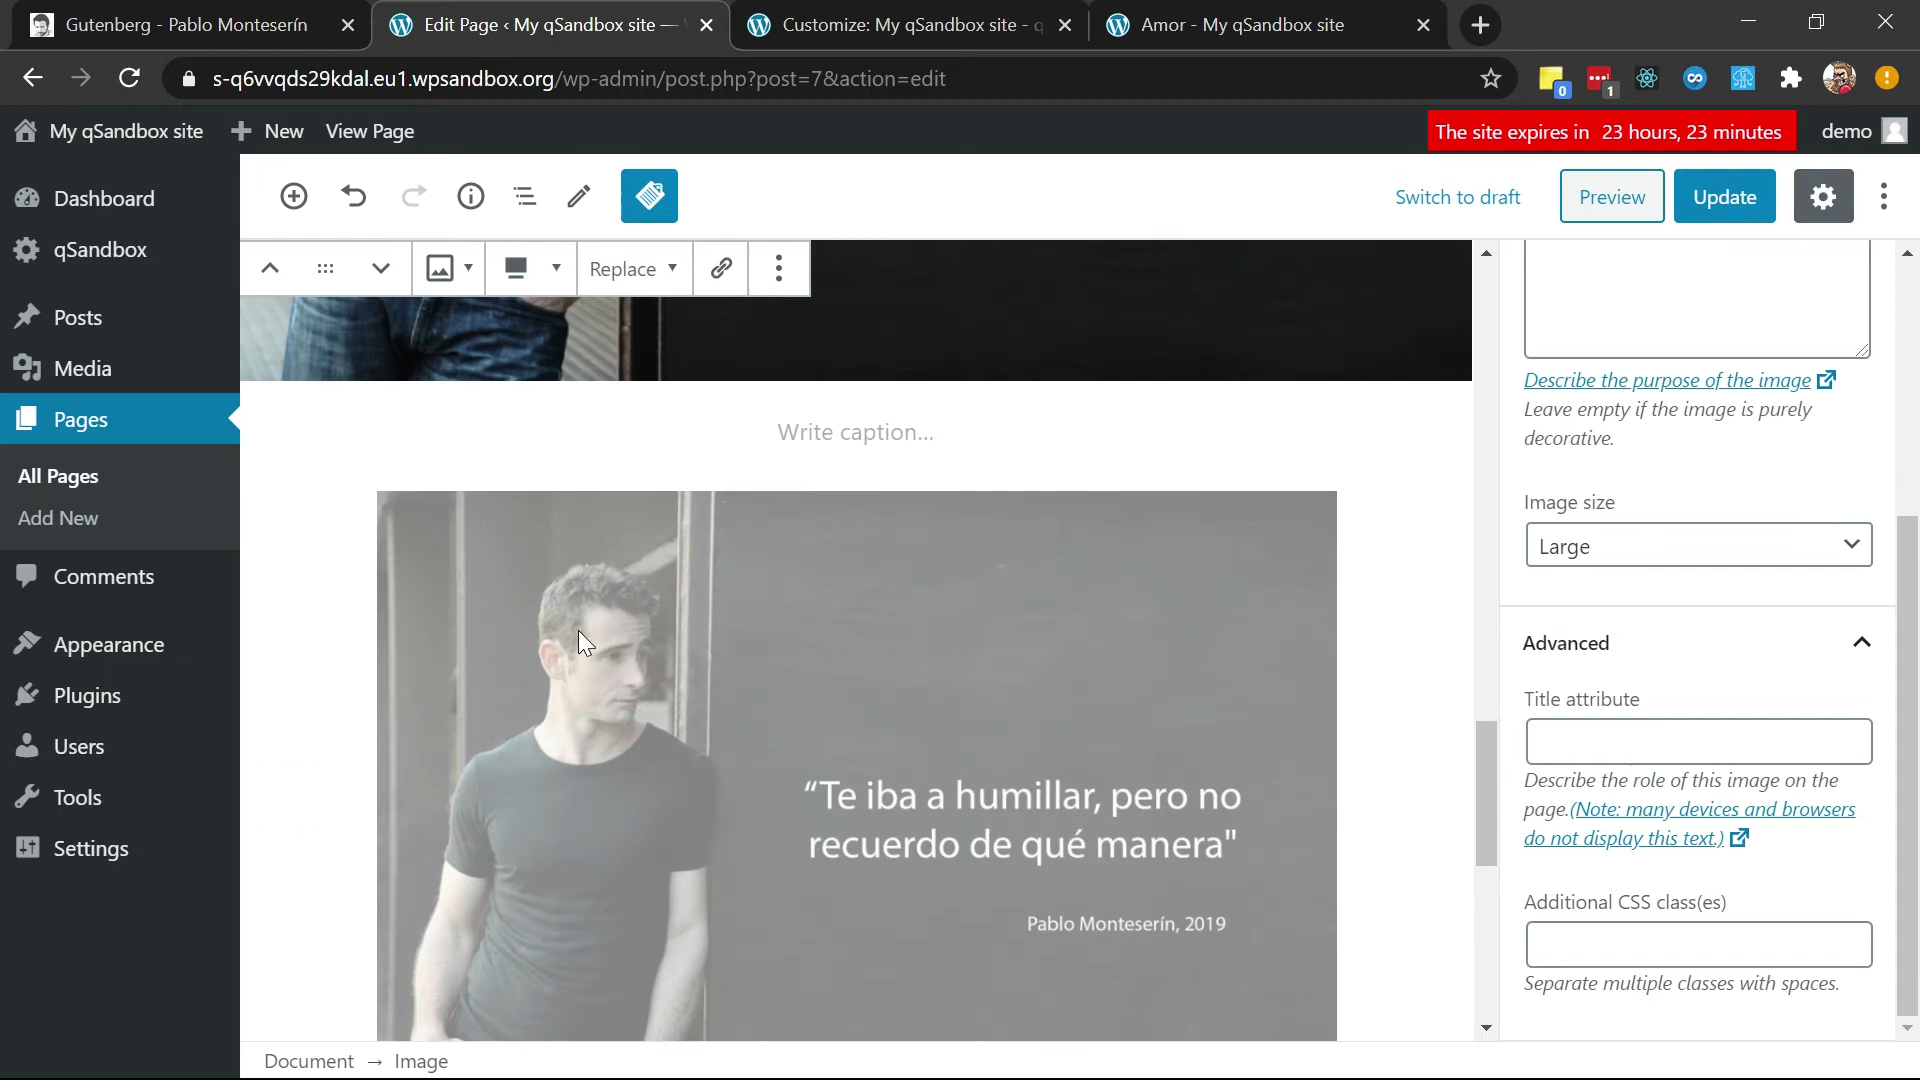 Gutenberg - Pablo Monteserín
Edit Page ‹ My qSandbox site —
Customize: My qSandbox site - q
Amor - My qSandbox site
s-q6vvqds29kdal.eu1.wpsandbox.org/wp-admin/post.php?post=7&action=edit
0
1
My qSandbox site
New
View Page
The site expires in 23 hours, 23 minutes
demo
Dashboard
qSandbox
Posts
Media
Pages
All Pages
Add New
Comments
Appearance
Plugins
Users
Tools
Settings
Switch to draft
Preview
Update
Replace
Write caption...
“Te iba a humillar, pero no
recuerdo de qué manera"
Pablo Monteserín, 2019
Describe the purpose of the image
Leave empty if the image is purely
decorative.
Image size
Large
Advanced
Title attribute
Describe the role of this image on the
page.(Note: many devices and browsers
do not display this text.)
Additional CSS class(es)
Separate multiple classes with spaces.
Document → Image